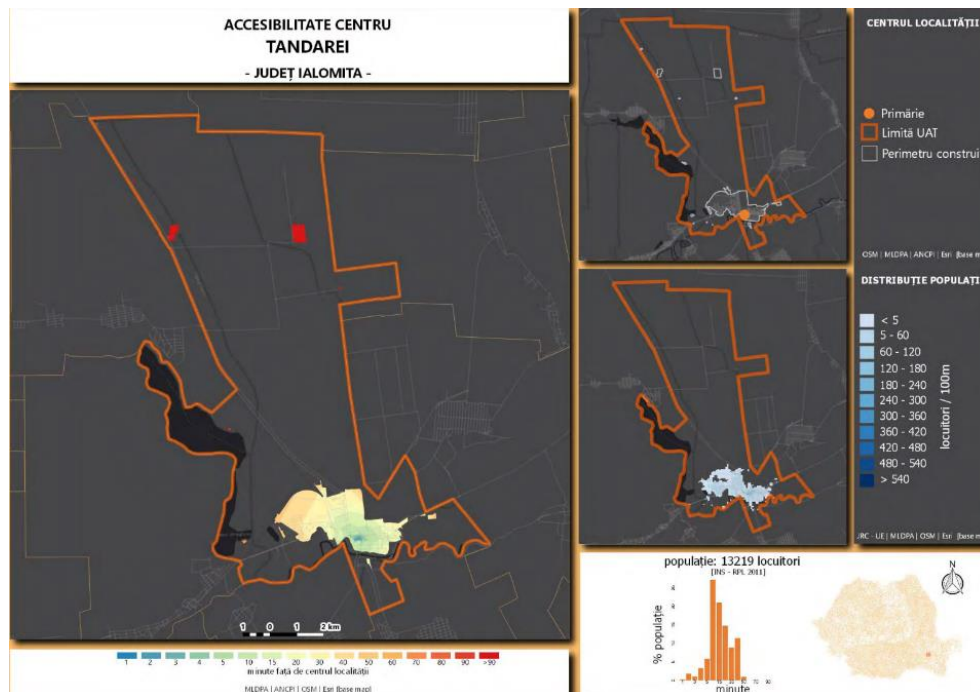 ACCESIBILITATE CENTRU
TANDAREI
- JUDEȚ IALOMITA -
1 0 1 2 km
1 2 3 4 5 10 15 20 30 40 50 60 70 80 90 >90
minute față de centrul localității
MLDPA | ANCPI | OSM | Esri (base map)
CENTRUL LOCALITĂȚII
Primărie
Limită UAT
Perimetru construi
OSM | MLDPA | ANCPI | Esri (base m
DISTRIBUȚIE POPULAȚI
< 5
5 - 60
60 - 120
120 - 180
180 - 240
240 - 300
300 - 360
360 - 420
420 - 480
480 - 540
> 540
locuitori / 100m
JRC - UE | MLDPA | OSM | Esri (base m
populație: 13219 locuitori
[INS - RPL 2011]
% populație
minute
N